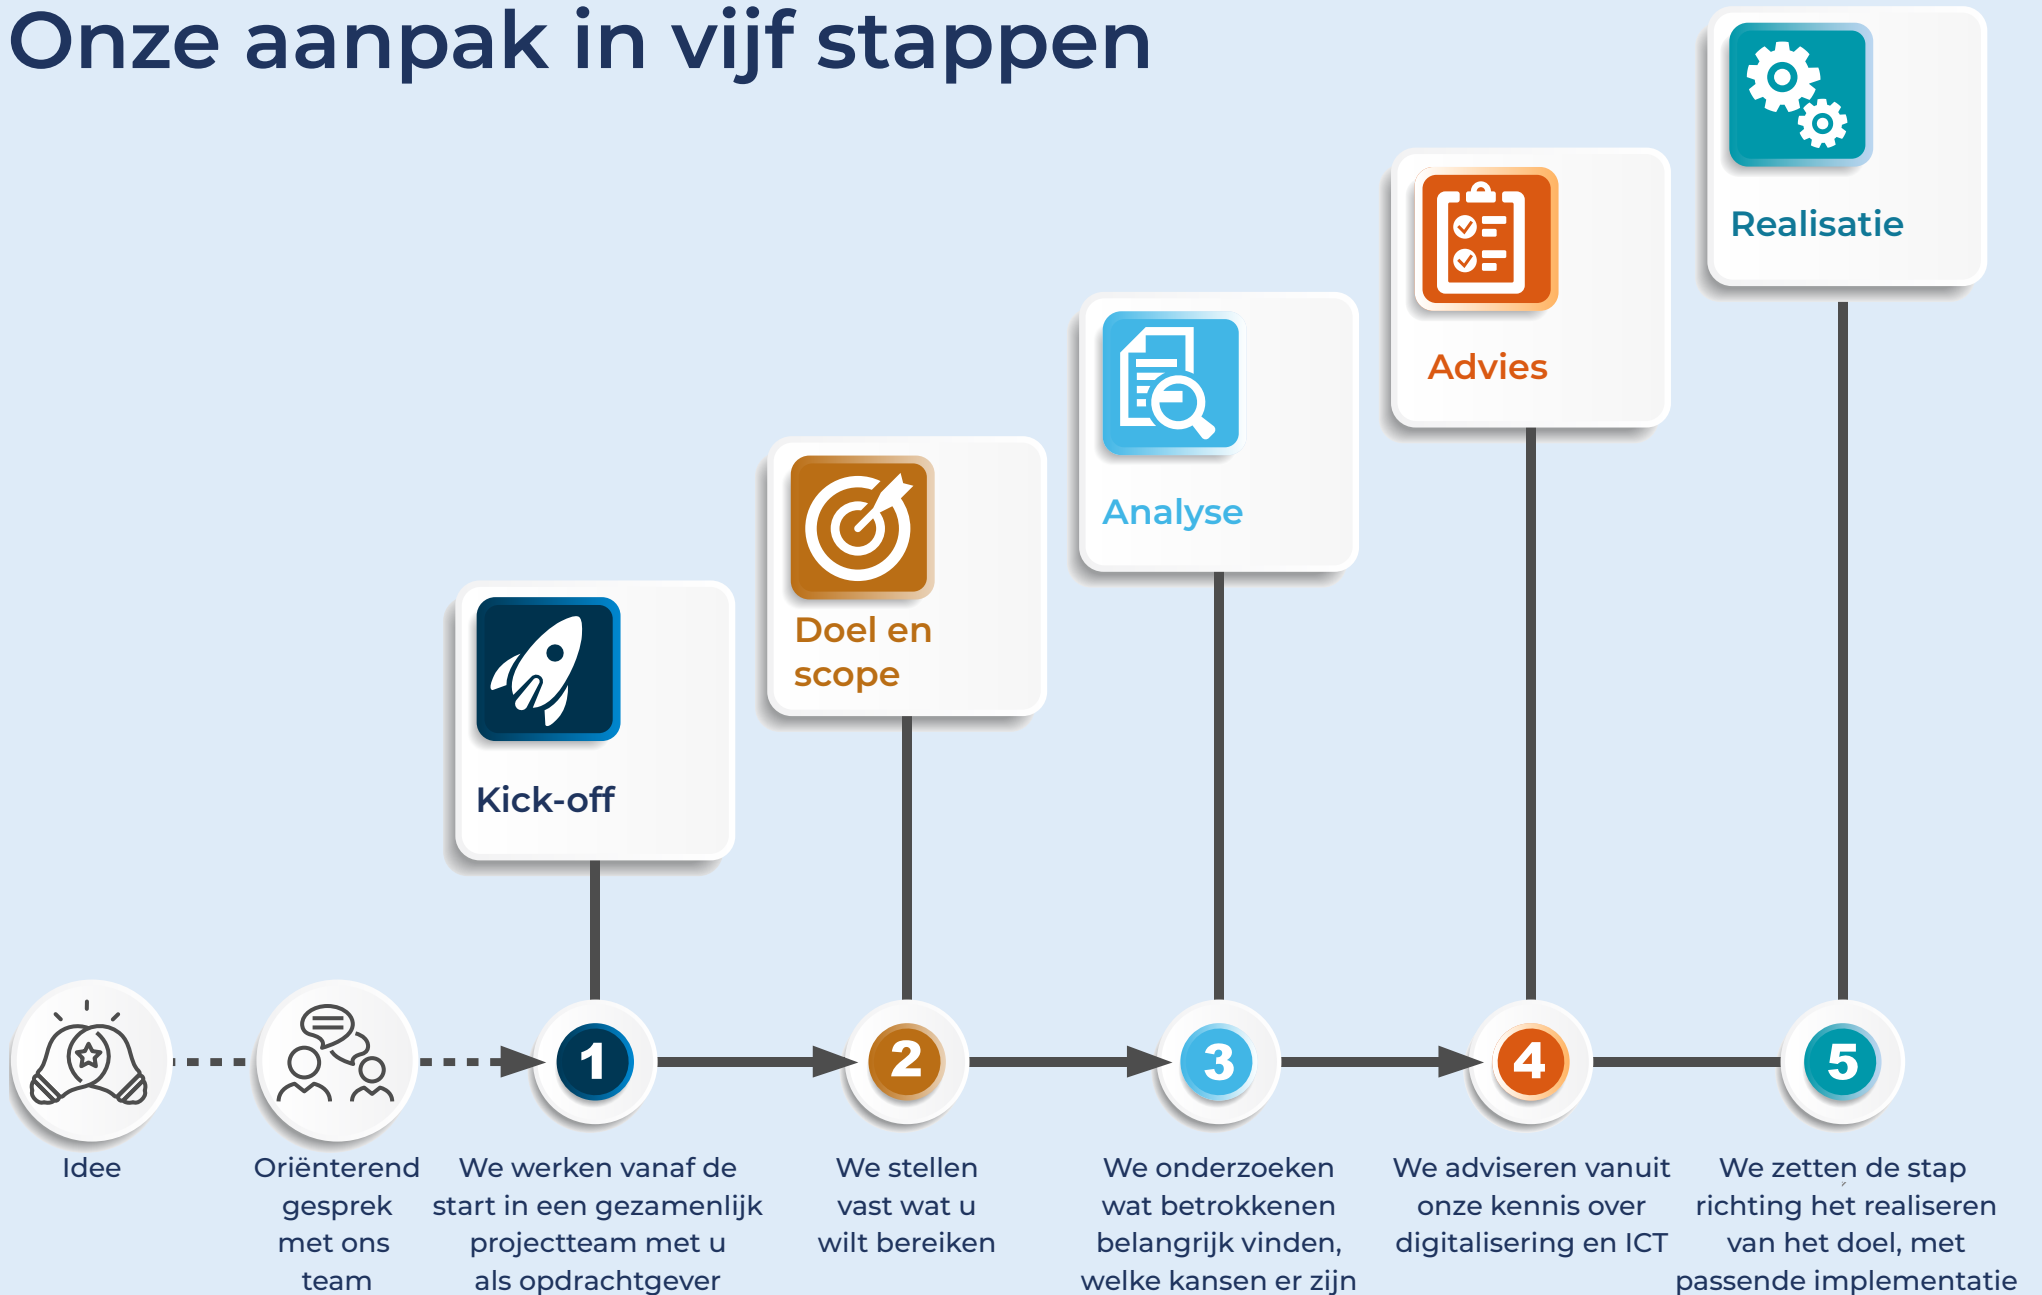 Onze aanpak in vijf stappen
Realisatie
Advies
Analyse
Doel en
scope
Kick-off
1
2
3
4
5
Idee
Oriënterend
gesprek
met ons
team
We werken vanaf de
start in een gezamenlijk
projectteam met u
als opdrachtgever
We stellen
vast wat u
wilt bereiken
We onderzoeken
wat betrokkenen
belangrijk vinden,
welke kansen er zijn
We adviseren vanuit
onze kennis over
digitalisering en ICT
We zetten de stap
richting het realiseren
van het doel, met
passende implementatie